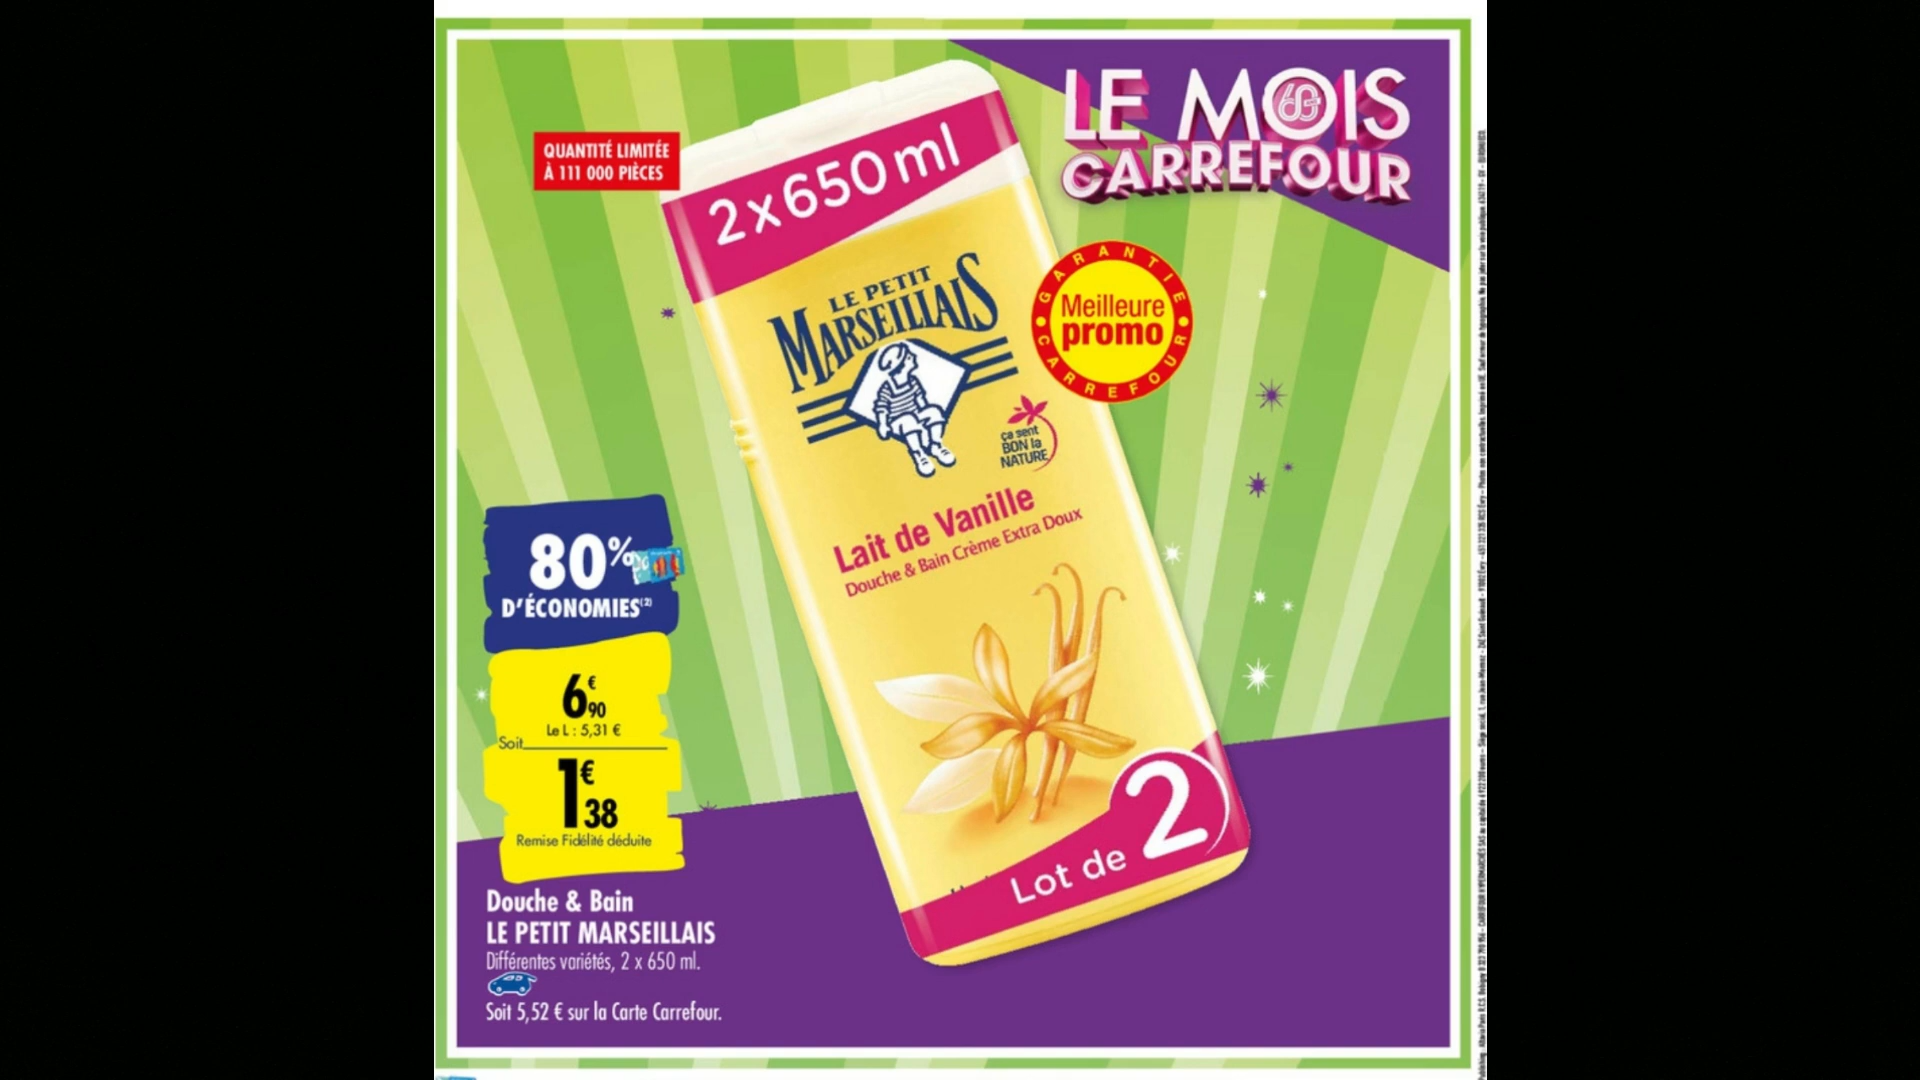 LE MOIS
CARREFOUR
QUANTITÉ LIMITÉE
À 111 000 PIÈCES
2x650ml
LE PETIT
MARSEILLAIS
GARANTIE
Meilleure
promo
CARREFOUR
ça sent
BON la
NATURE
Lait de Vanille
Douche & Bain Crème Extra Doux
80%
D'ÉCONOMIES(2)
6€90
Le L : 5,31 €
Soit
1€38
Remise Fidélité déduite
Lot de 2
Douche & Bain
LE PETIT MARSEILLAIS
Différentes variétés, 2 x 650 ml.
Soit 5,52 € sur la Carte Carrefour.